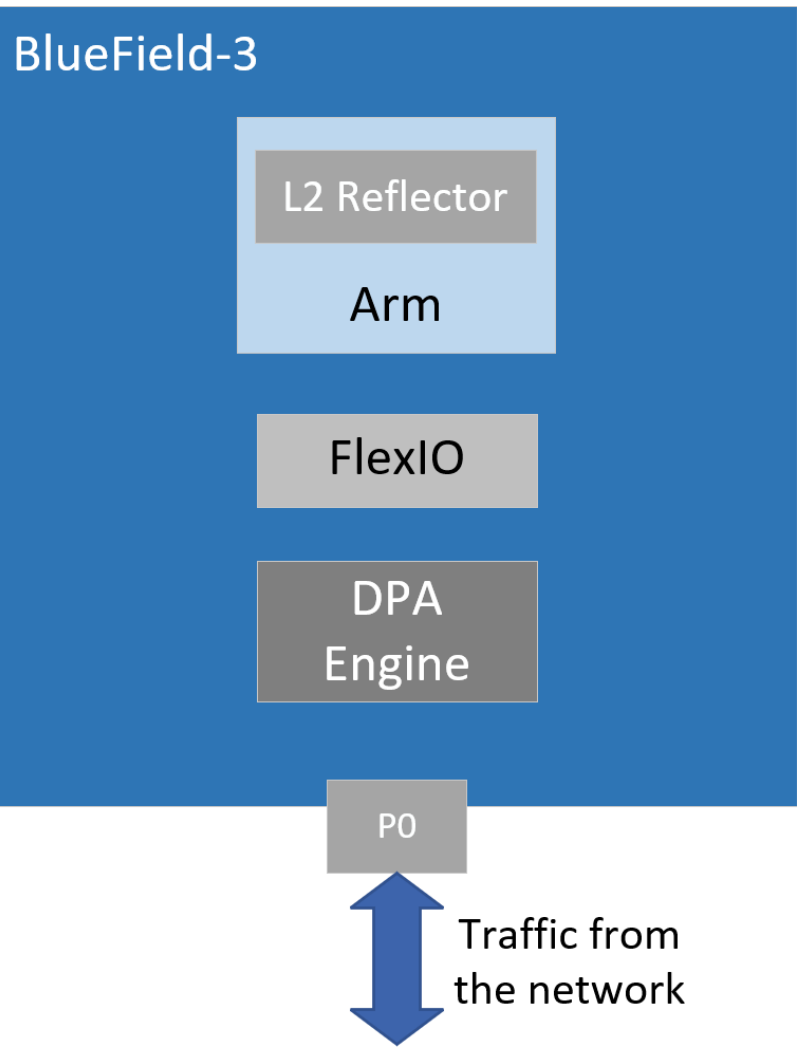 BlueField-3
L2 Reflector
Arm
FlexIO
DPA
Engine
P0
Traffic from
the network